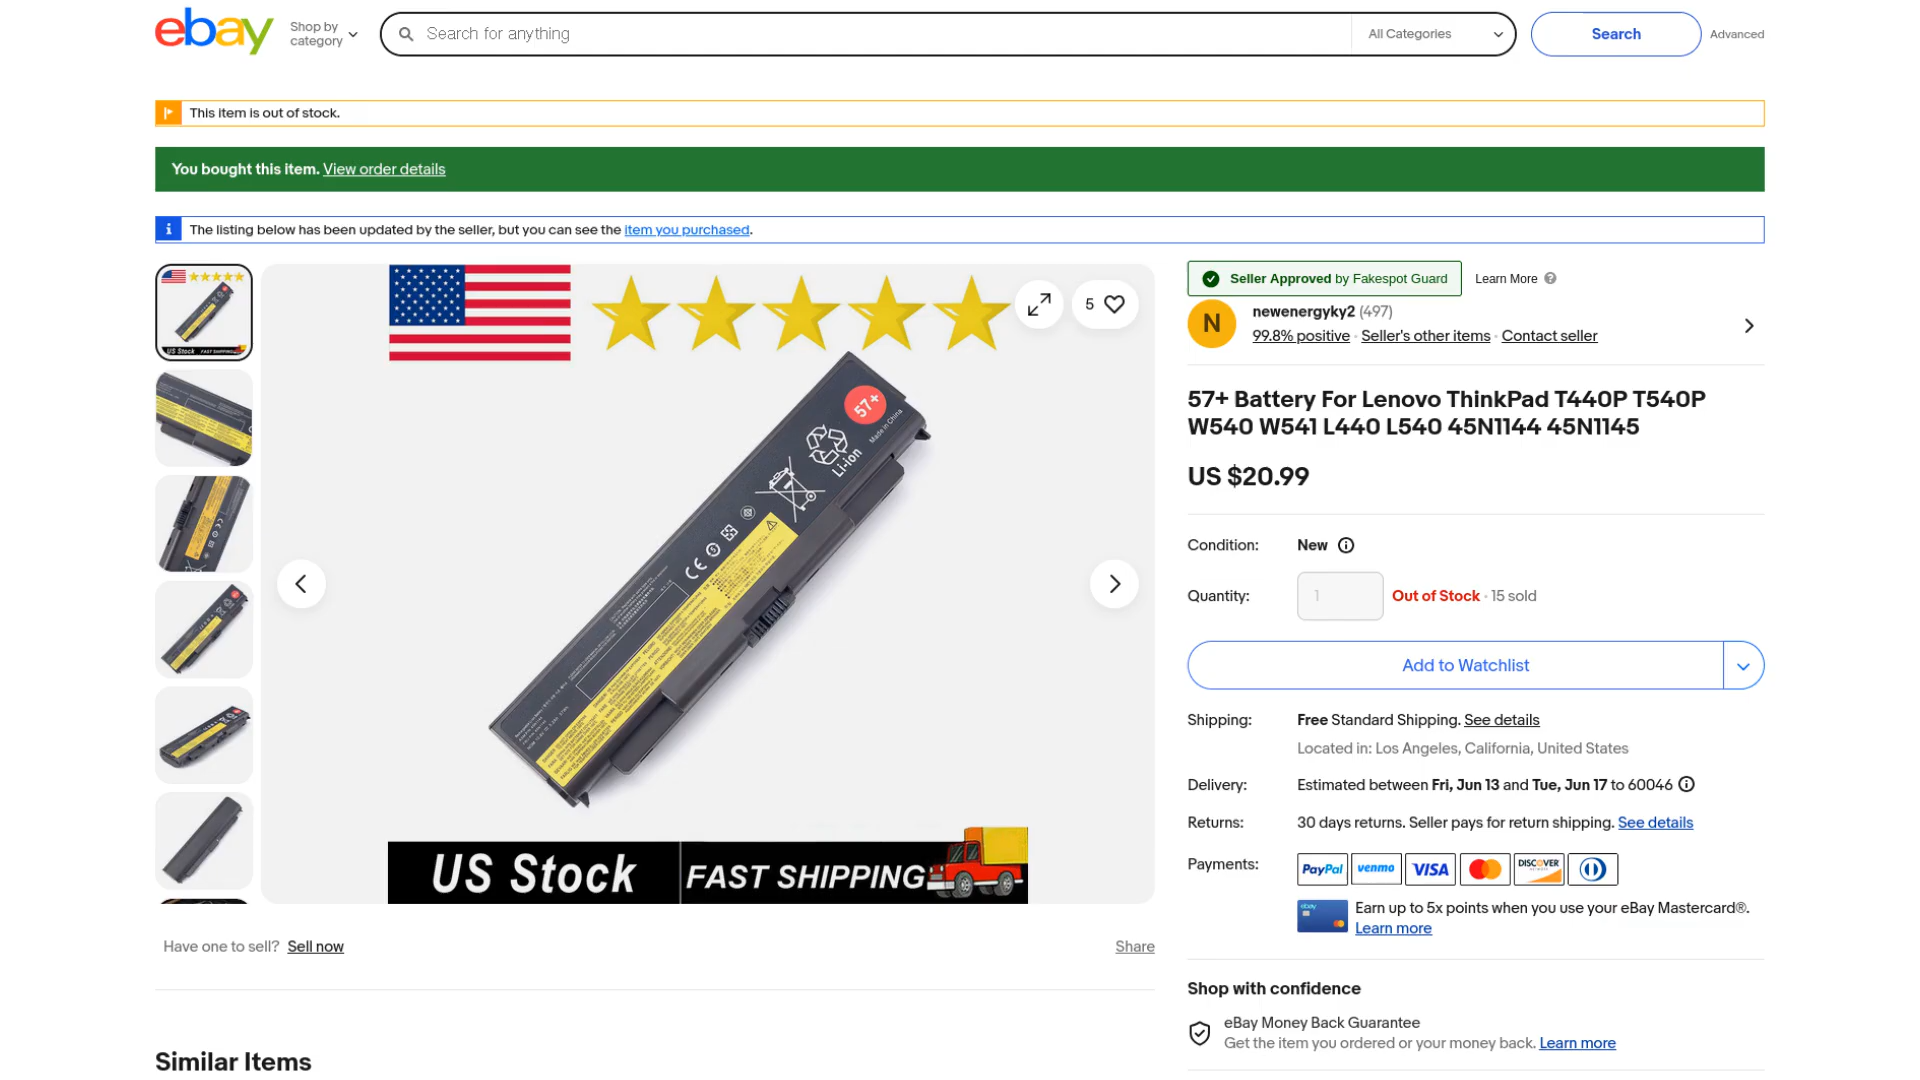 ebay
Shop by
category
Search for anything
All Categories
Search
Advanced
This item is out of stock.
You bought this item. View order details
The listing below has been updated by the seller, but you can see the item you purchased.
US Stock FAST SHIPPING
57+
Made in China
Li-ion
5
US Stock FAST SHIPPING
Have one to sell? Sell now
Share
Similar Items
Seller Approved by Fakespot Guard
Learn More
N
newenergyky2 (497)
99.8% positive · Seller's other items · Contact seller
57+ Battery For Lenovo ThinkPad T440P T540P
W540 W541 L440 L540 45N1144 45N1145
US $20.99
Condition: New
Quantity: 1 Out of Stock · 15 sold
Add to Watchlist
Shipping: Free Standard Shipping. See details
Located in: Los Angeles, California, United States
Delivery: Estimated between Fri, Jun 13 and Tue, Jun 17 to 60046
Returns: 30 days returns. Seller pays for return shipping. See details
Payments: PayPal venmo VISA DISCOVER
Earn up to 5x points when you use your eBay Mastercard®.
Learn more
Shop with confidence
eBay Money Back Guarantee
Get the item you ordered or your money back. Learn more